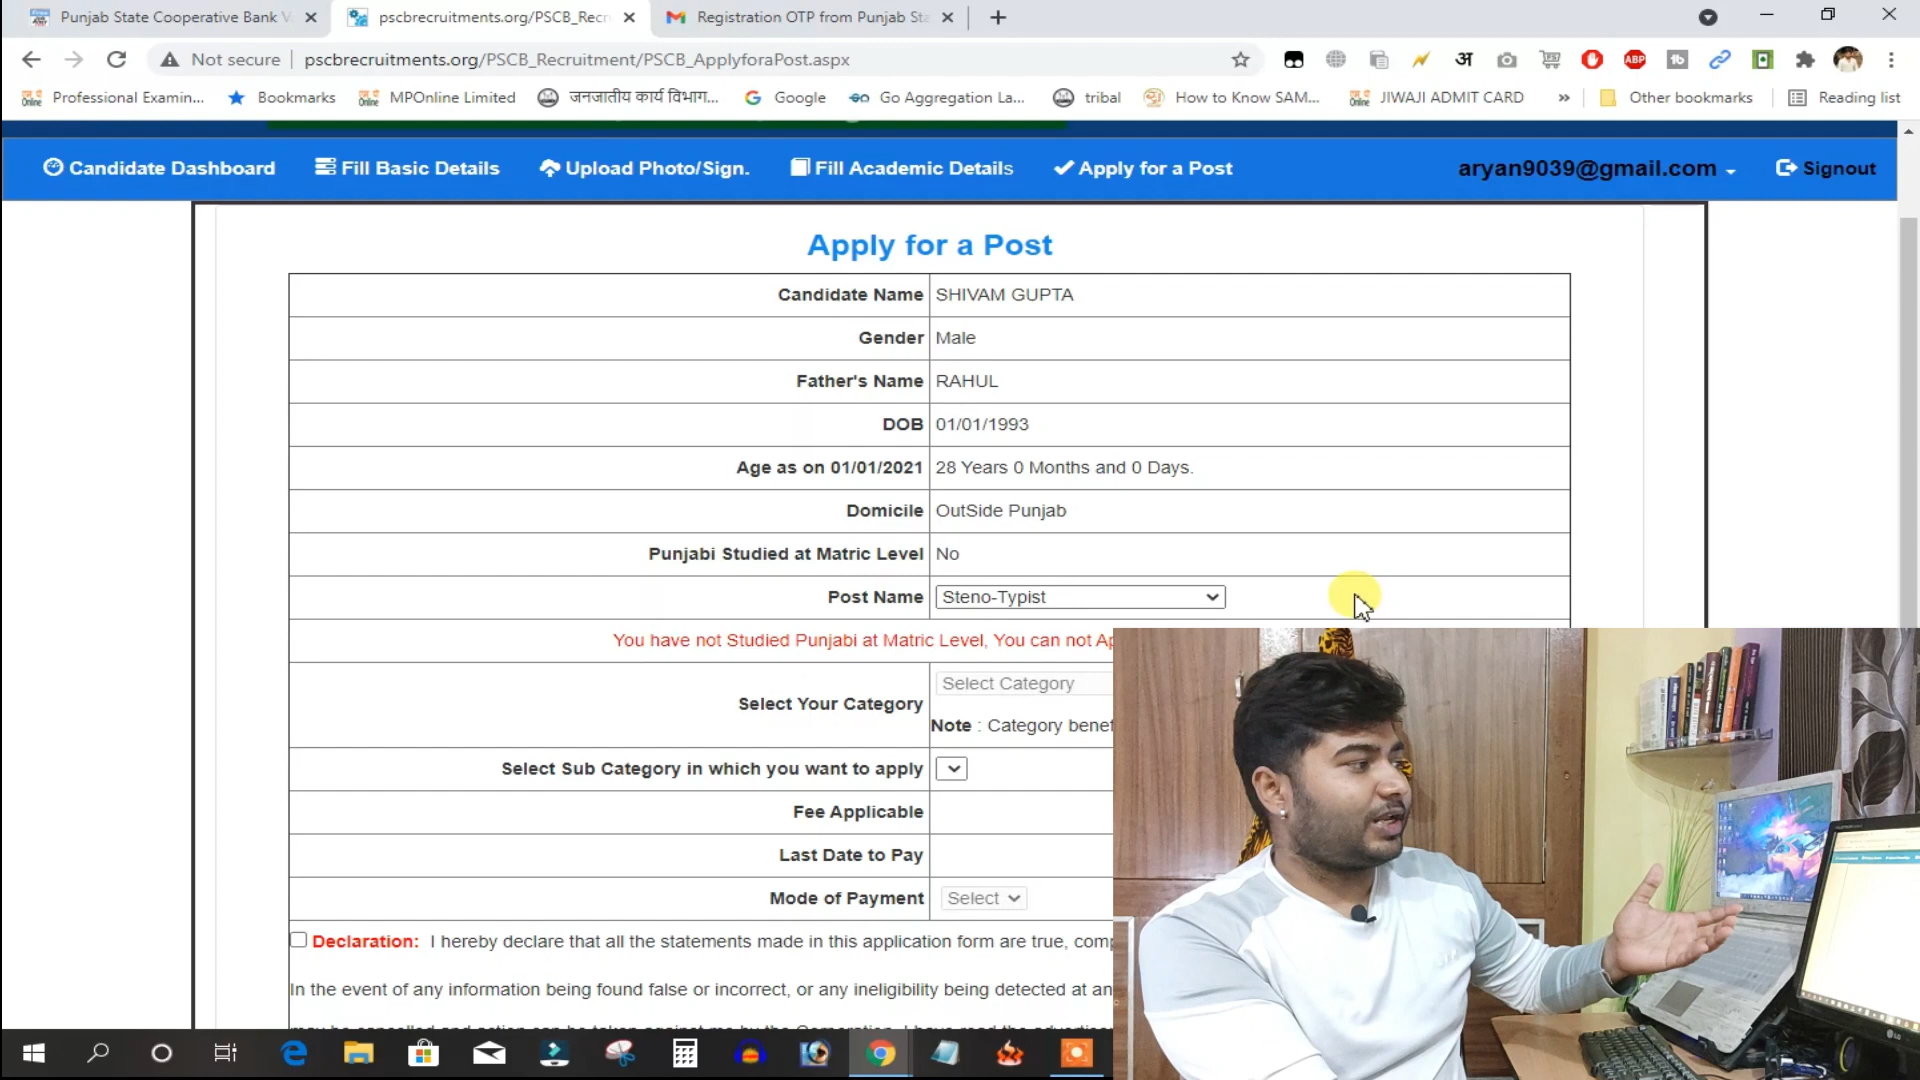 Punjab State Cooperative Bank V
pscbrecruitments.org/PSCB_Recr
Registration OTP from Punjab Sta
Not secure
pscbrecruitments.org/PSCB_Recruitment/PSCB_ApplyforaPost.aspx
Professional Examin...
Bookmarks
MPOnline Limited
जनजातीय कार्य विभाग...
Google
Go Aggregation La...
tribal
How to Know SAM...
JIWAJI ADMIT CARD
»
Other bookmarks
Reading list
Candidate Dashboard
Fill Basic Details
Upload Photo/Sign.
Fill Academic Details
Apply for a Post
aryan9039@gmail.com
Signout
Apply for a Post
Candidate Name SHIVAM GUPTA
Gender Male
Father's Name RAHUL
DOB 01/01/1993
Age as on 01/01/2021 28 Years 0 Months and 0 Days.
Domicile OutSide Punjab
Punjabi Studied at Matric Level No
Post Name Steno-Typist
You have not Studied Punjabi at Matric Level, You can not Ap
Select Your Category Select Category
Note : Category benef
Select Sub Category in which you want to apply
Fee Applicable
Last Date to Pay
Mode of Payment Select
Declaration: I hereby declare that all the statements made in this application form are true, comp
In the event of any information being found false or incorrect, or any ineligibility being detected at an